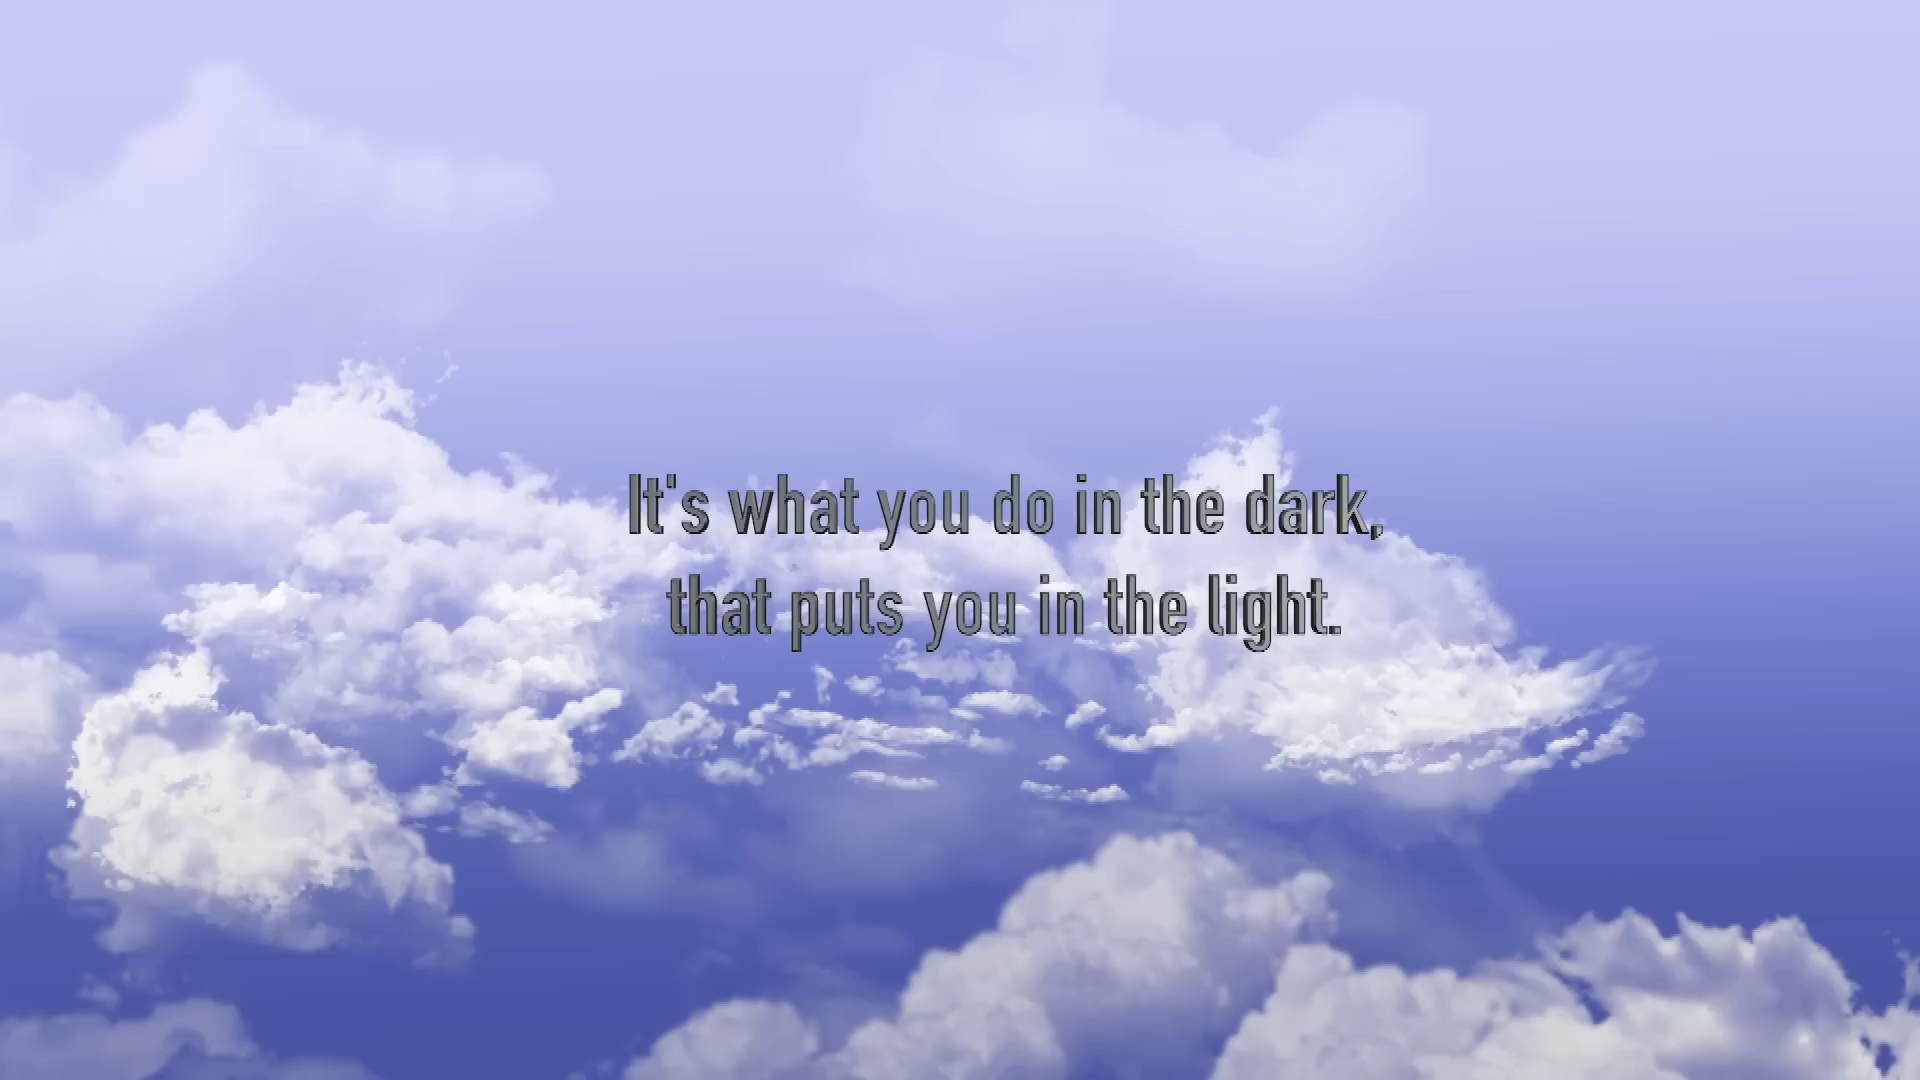 It's what you do in the dark,
that puts you in the light.